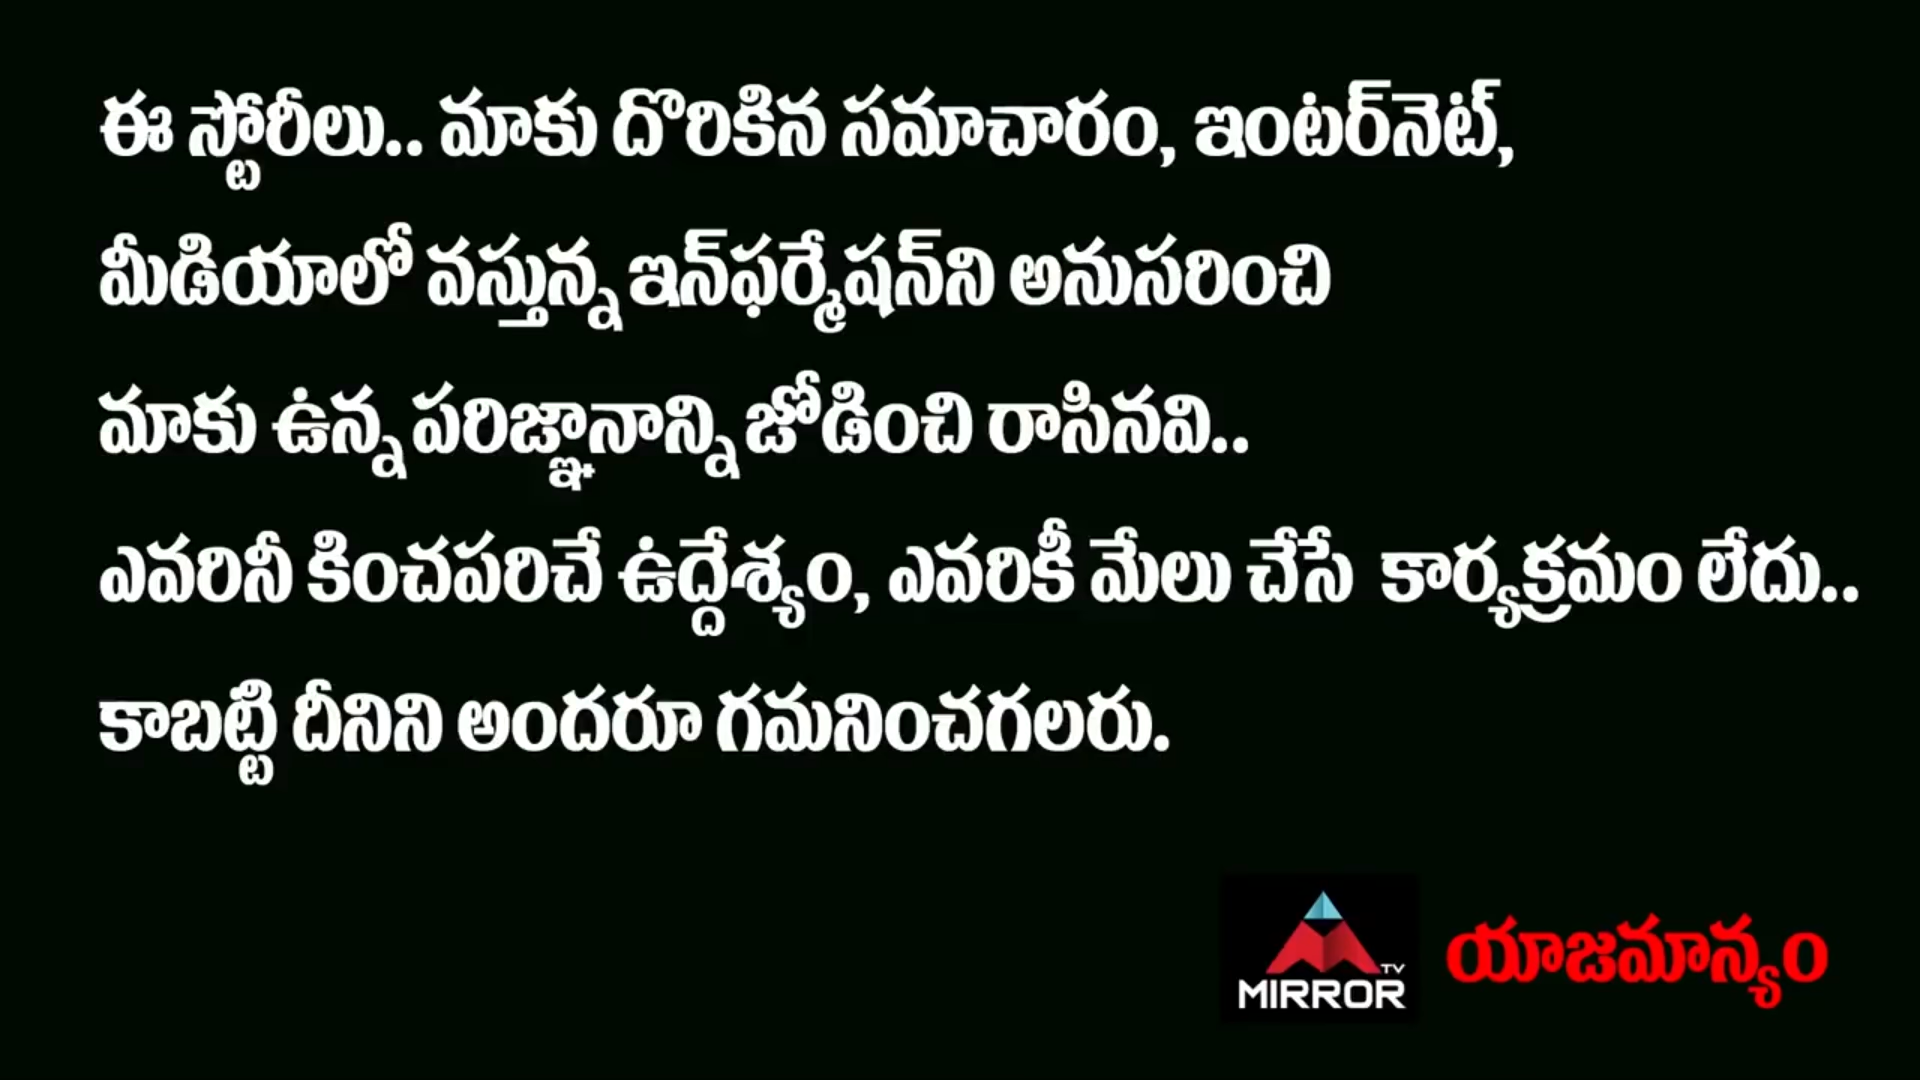 ఈ స్టోరీలు.. మాకు దొరికిన సమాచారం, ఇంటర్‌నెట్,
మీడియాలో వస్తున్న ఇన్‌ఫర్మేషన్‌ని అనుసరించి
మాకు ఉన్న పరిజ్ఞానాన్ని జోడించి రాసినవి..
ఎవరినీ కించపరిచే ఉద్దేశ్యం, ఎవరికీ మేలు చేసే కార్యక్రమం లేదు..
కాబట్టి దీనిని అందరూ గమనించగలరు.
TV
MIRROR
యాజమాన్యం